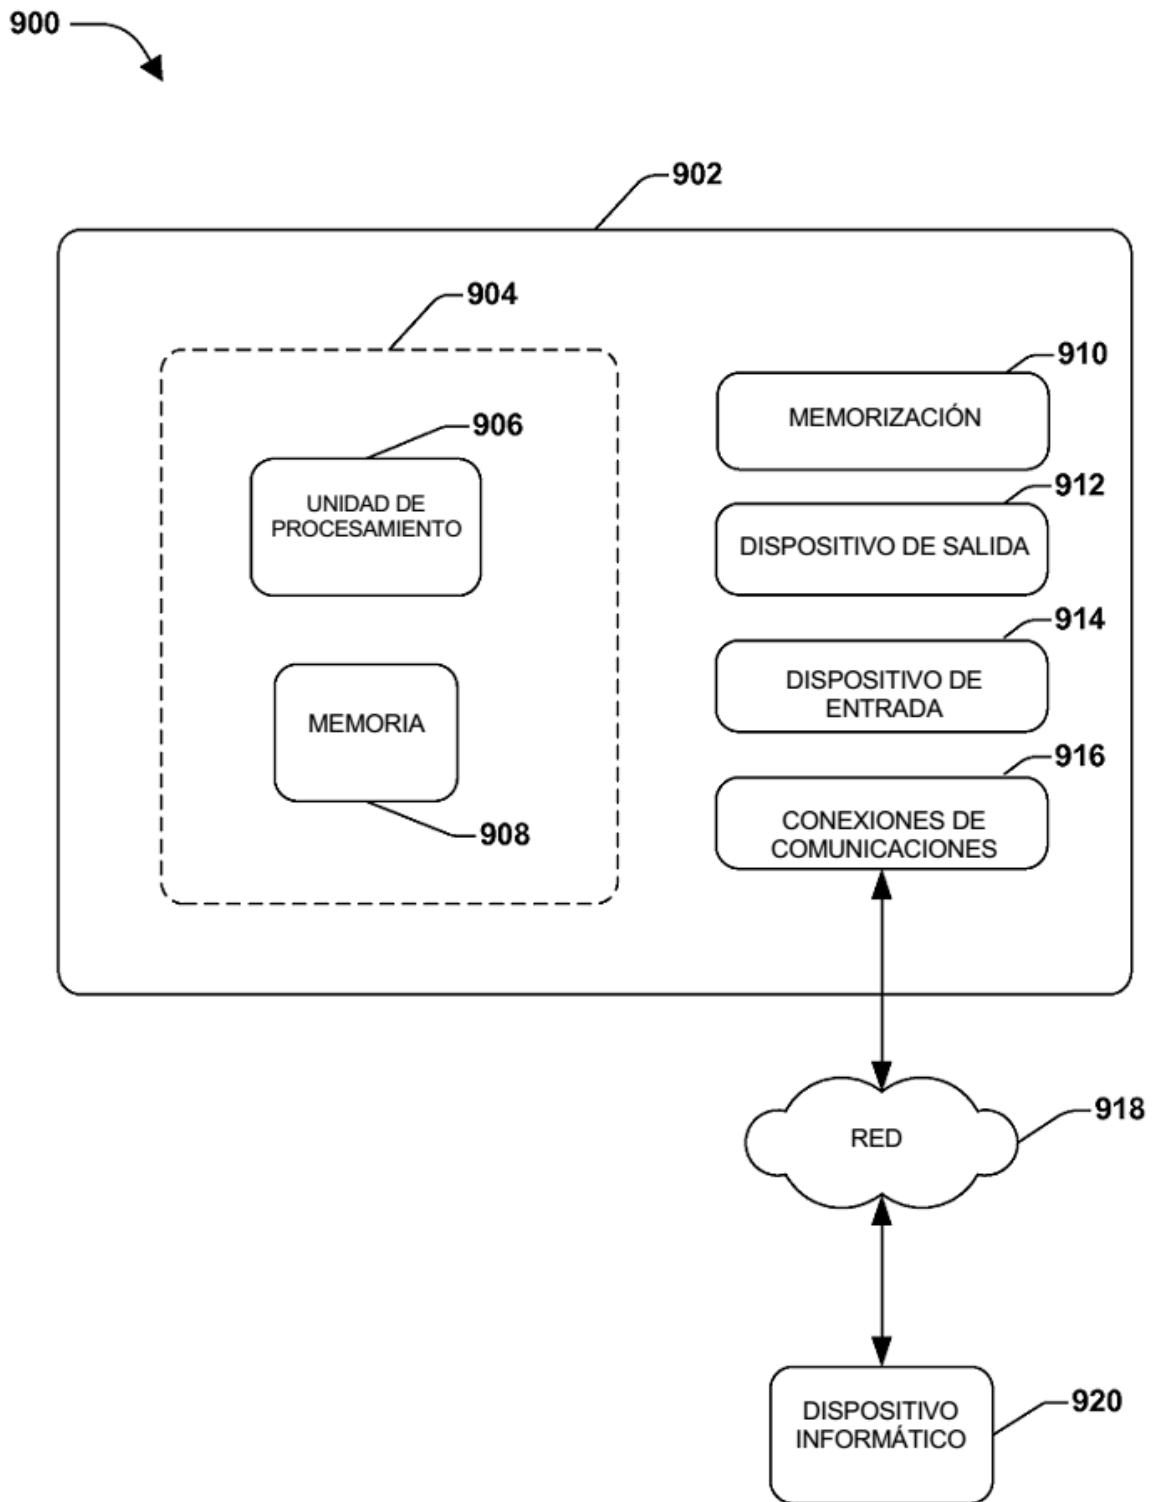 900
902
904
910
MEMORIZACIÓN
906
UNIDAD DE
PROCESAMIENTO
912
DISPOSITIVO DE SALIDA
914
DISPOSITIVO DE
ENTRADA
MEMORIA
908
916
CONEXIONES DE
COMUNICACIONES
918
RED
920
DISPOSITIVO
INFORMÁTICO